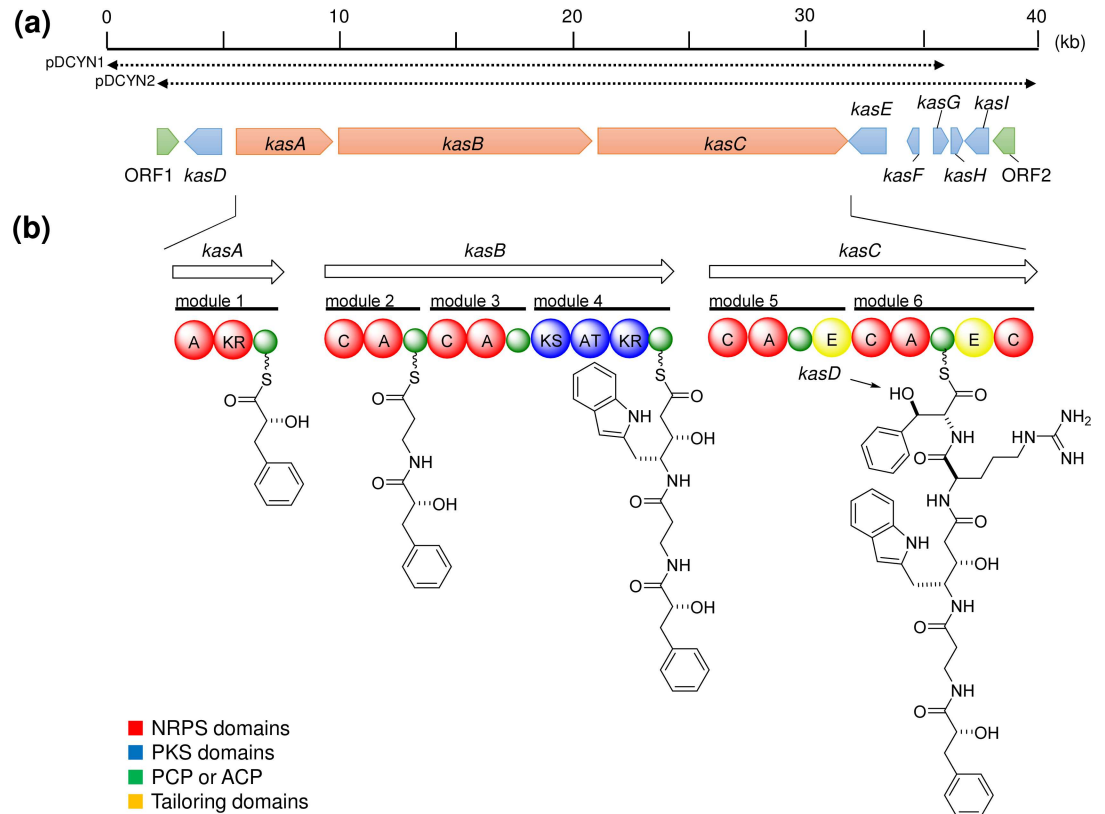 (a)
0 10 20 30 40
(kb)
pDCYN1
pDCYN2
kasG kasI
kasE
kasA kasB kasC
ORF1 kasD kasF kasH ORF2
(b)
kasA kasB kasC
module 1 module 2 module 3 module 4 module 5 module 6
A KR C A C A KS AT KR C A E C A E C
kasD
S
O
OH
S
O
NH
O
OH
S
O
NH
OH
NH
O
NH
O
OH
S
HO
O
NH
O
H
N
NH2
NH
NH
O
NH
OH
NH
O
NH
O
OH
NRPS domains
PKS domains
PCP or ACP
Tailoring domains